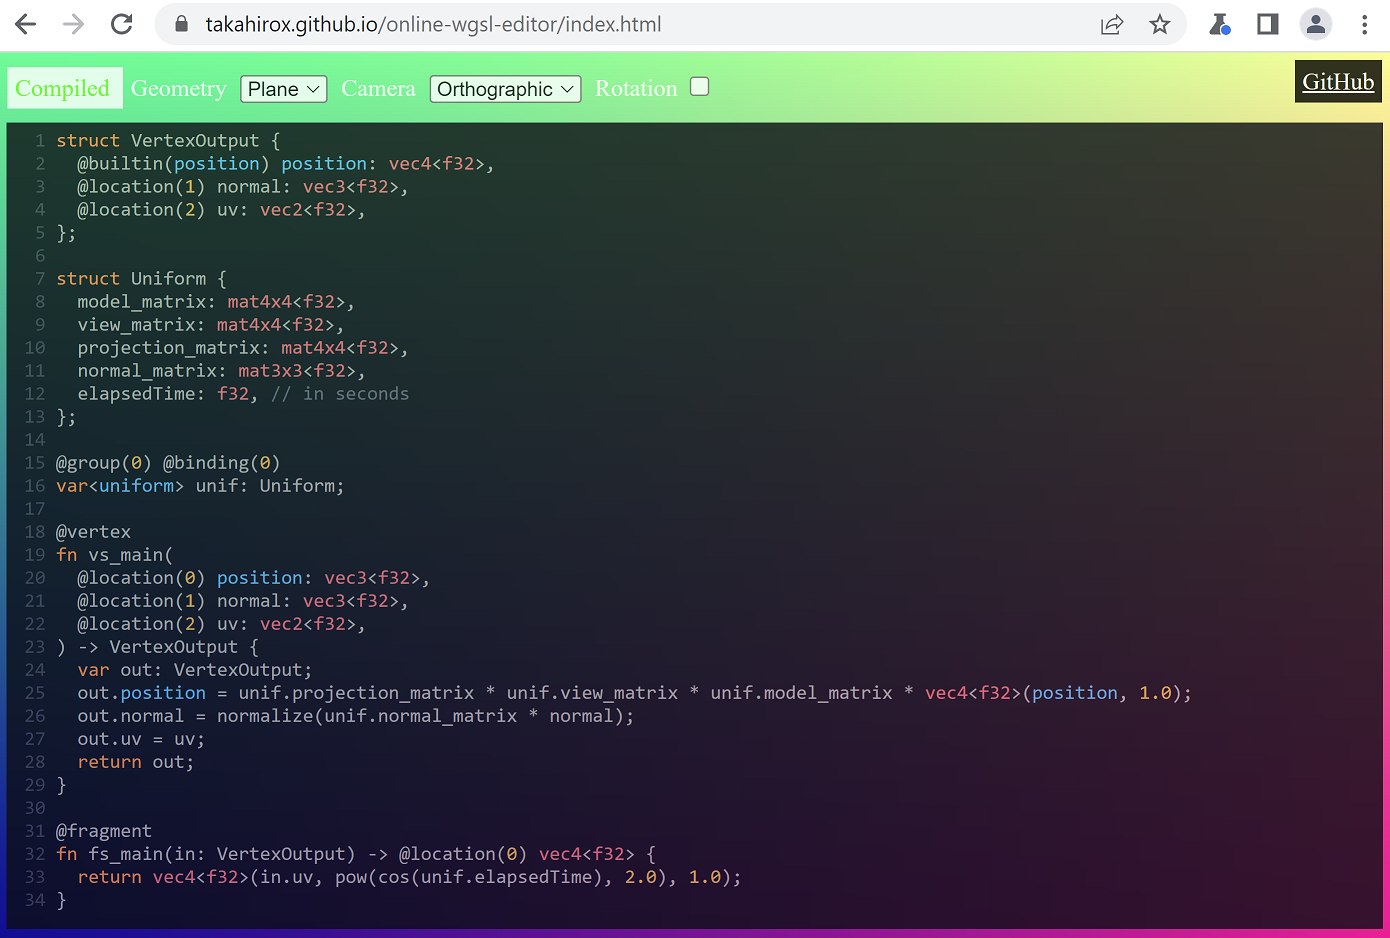 takahirox.github.io/online-wgsl-editor/index.html
Compiled Geometry Plane Camera Orthographic Rotation GitHub
1 struct VertexOutput {
2   @builtin(position) position: vec4<f32>,
3   @location(1) normal: vec3<f32>,
4   @location(2) uv: vec2<f32>,
5 };
6
7 struct Uniform {
8   model_matrix: mat4x4<f32>,
9   view_matrix: mat4x4<f32>,
10   projection_matrix: mat4x4<f32>,
11   normal_matrix: mat3x3<f32>,
12   elapsedTime: f32, // in seconds
13 };
14
15 @group(0) @binding(0)
16 var<uniform> unif: Uniform;
17
18 @vertex
19 fn vs_main(
20   @location(0) position: vec3<f32>,
21   @location(1) normal: vec3<f32>,
22   @location(2) uv: vec2<f32>,
23 ) -> VertexOutput {
24   var out: VertexOutput;
25   out.position = unif.projection_matrix * unif.view_matrix * unif.model_matrix * vec4<f32>(position, 1.0);
26   out.normal = normalize(unif.normal_matrix * normal);
27   out.uv = uv;
28   return out;
29 }
30
31 @fragment
32 fn fs_main(in: VertexOutput) -> @location(0) vec4<f32> {
33   return vec4<f32>(in.uv, pow(cos(unif.elapsedTime), 2.0), 1.0);
34 }